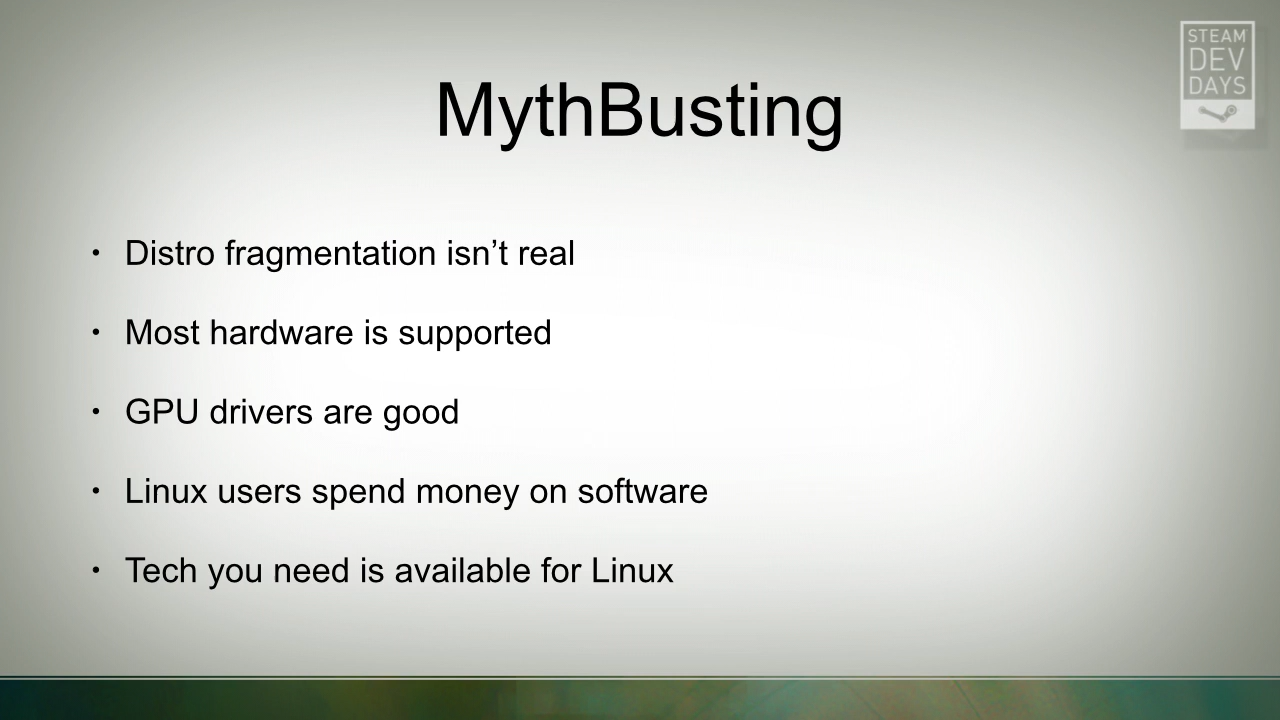 STEAM
DEV
DAYS
MythBusting
• Distro fragmentation isn’t real
• Most hardware is supported
• GPU drivers are good
• Linux users spend money on software
• Tech you need is available for Linux